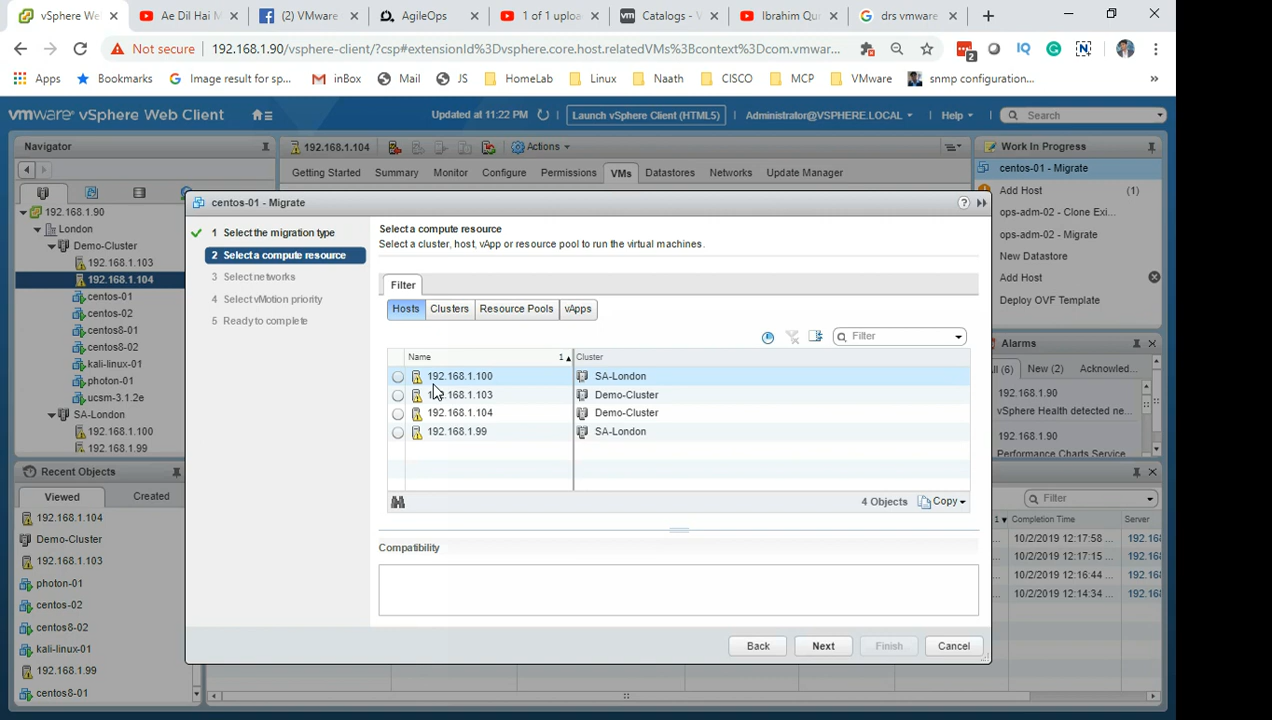 vSphere We
Ae Dil Hai M
(2) VMware
AgileOps
1 of 1 uploa
Catalogs - V
Ibrahim Qur
drs vmware
Not secure
192.168.1.90/vsphere-client/?csp#extensionId%3Dvsphere.core.host.relatedVMs%3Bcontext%3Dcom.vmwar...
2
IQ
Apps
Bookmarks
Image result for sp...
inBox
Mail
JS
HomeLab
Linux
Naath
CISCO
MCP
VMware
snmp configuration...
»
vmware® vSphere Web Client
Updated at 11:22 PM
Launch vSphere Client (HTML5)
Administrator@VSPHERE.LOCAL
Help
Search
Navigator
192.168.1.104
Actions
Work In Progress
Getting Started
Summary
Monitor
Configure
Permissions
VMs
Datastores
Networks
Update Manager
centos-01 - Migrate
Add Host
(1)
ops-adm-02 - Clone Exi...
ops-adm-02 - Migrate
New Datastore
Add Host
Deploy OVF Template
192.168.1.90
London
Demo-Cluster
192.168.1.103
192.168.1.104
centos-01
centos-02
centos8-01
centos8-02
kali-linux-01
photon-01
ucsm-3.1.2e
SA-London
192.168.1.100
192.168.1.99
centos-01 - Migrate
1 Select the migration type
2 Select a compute resource
3 Select networks
4 Select vMotion priority
5 Ready to complete
Select a compute resource
Select a cluster, host, vApp or resource pool to run the virtual machines.
Filter
Hosts
Clusters
Resource Pools
vApps
Filter
Name
1
Cluster
192.168.1.100
SA-London
192.168.1.103
Demo-Cluster
192.168.1.104
Demo-Cluster
192.168.1.99
SA-London
4 Objects
Copy
Compatibility
Back
Next
Finish
Cancel
Alarms
All (6)
New (2)
Acknowled...
192.168.1.90
vSphere Health detected ne...
192.168.1.90
Performance Charts Service
Recent Objects
Viewed
Created
192.168.1.104
Demo-Cluster
192.168.1.103
photon-01
centos-02
centos8-02
kali-linux-01
192.168.1.99
centos8-01
Filter
1
Completion Time
Server
10/2/2019 12:17:58 ...
192.168
10/2/2019 12:17:15 ...
192.168
10/2/2019 12:16:44 ...
192.168
10/2/2019 12:14:34 ...
192.168